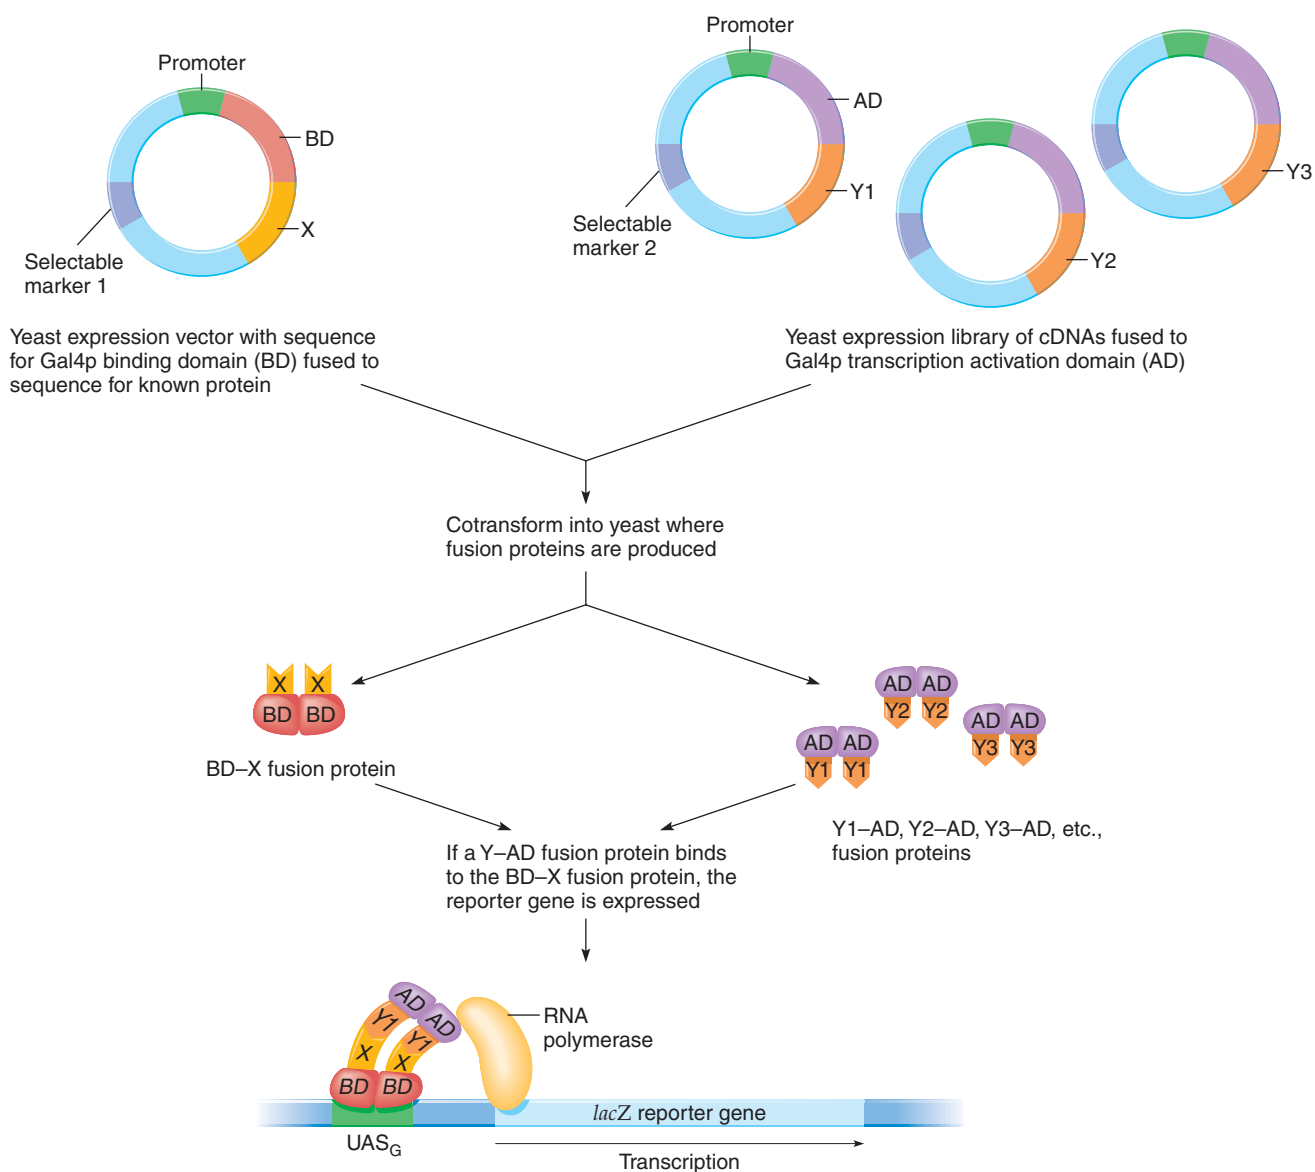 Promoter
BD
X
Selectable
marker 1
Promoter
AD
Y1
Selectable
marker 2
Y2
Y3
Yeast expression vector with sequence
for Gal4p binding domain (BD) fused to
sequence for known protein
Yeast expression library of cDNAs fused to
Gal4p transcription activation domain (AD)
Cotransform into yeast where
fusion proteins are produced
X X
BD BD
BD–X fusion protein
AD AD
Y2 Y2
AD AD
Y3 Y3
AD AD
Y1 Y1
Y1–AD, Y2–AD, Y3–AD, etc.,
fusion proteins
If a Y–AD fusion protein binds
to the BD–X fusion protein, the
reporter gene is expressed
AD AD
Y1 Y1
X X
BD BD
RNA
polymerase
lacZ reporter gene
UASG
Transcription